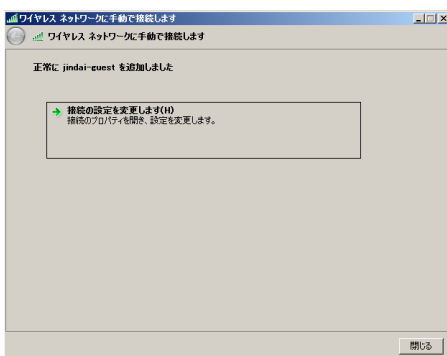 ワイヤレス ネットワークに手動で接続します
ワイヤレス ネットワークに手動で接続します
正常に jindai-guest を追加しました
接続の設定を変更します(H)
接続のプロパティを開き、設定を変更します。
閉じる